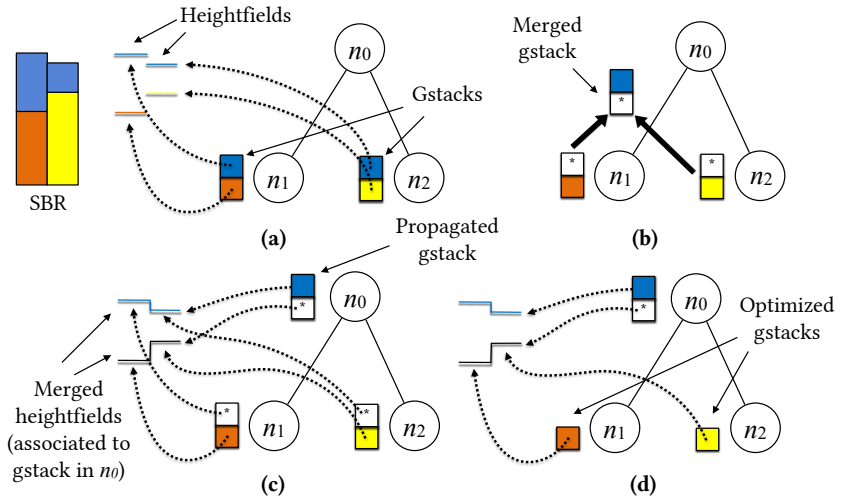 Heightfields
n0
Gstacks
n1
n2
SBR
(a)
Merged
gstack
*
n0
*
*
n1
n2
(b)
Propagated
gstack
*
n0
Merged
heightfields
(associated to
gstack in n0)
*
*
n1
n2
(c)
*
n0
Optimized
gstacks
n1
n2
(d)